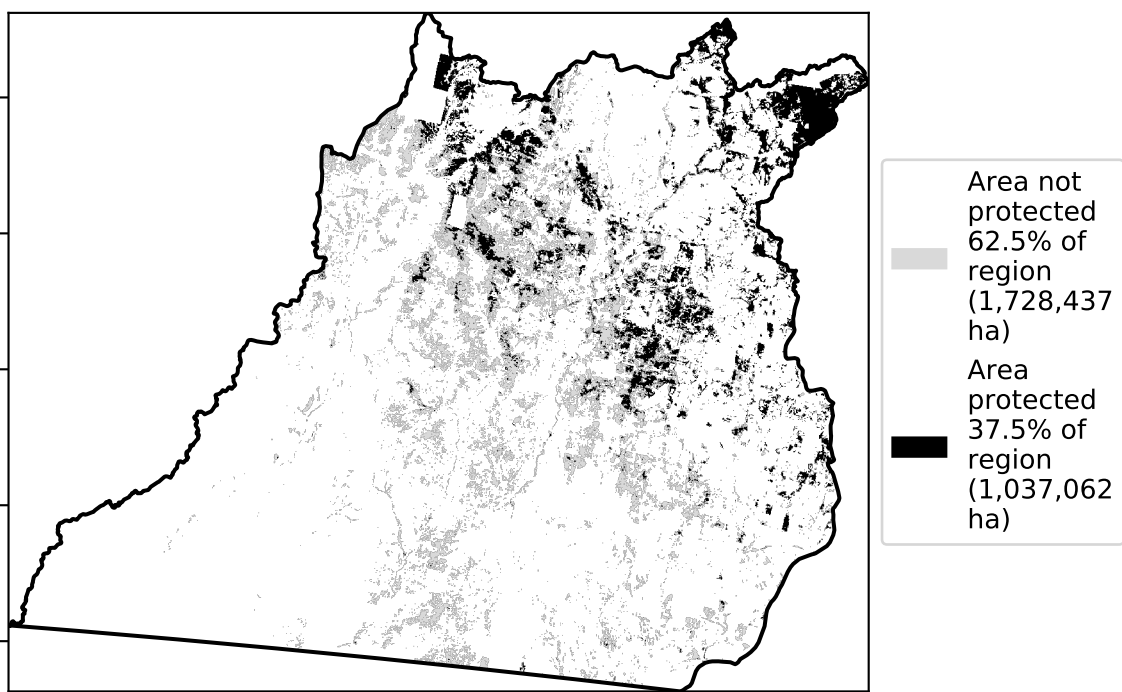 Area not
protected
62.5% of
region
(1,728,437
ha)
Area
protected
37.5% of
region
(1,037,062
ha)